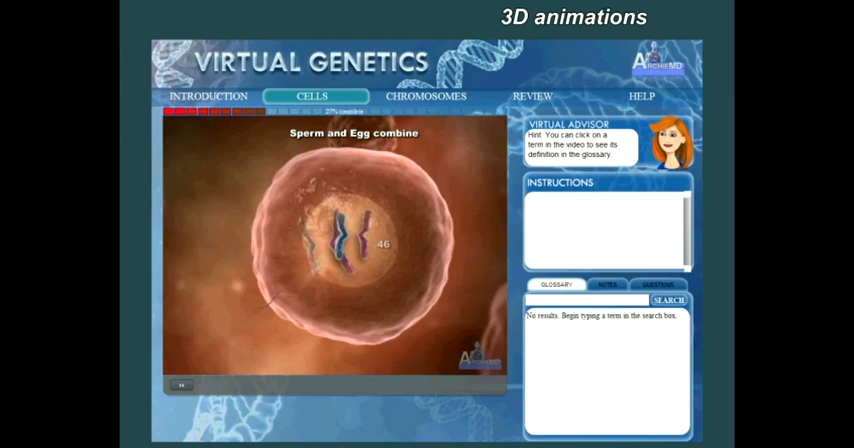 3D animations
VIRTUAL GENETICS
ARCHIEMD
INTRODUCTION
CELLS
CHROMOSOMES
REVIEW
HELP
27% complete
Sperm and Egg combine
46
VIRTUAL ADVISOR
Hint: You can click on a
term in the video to see its
definition in the glossary.
INSTRUCTIONS
GLOSSARY
NOTES
QUESTIONS
SEARCH
No results. Begin typing a term in the search box.